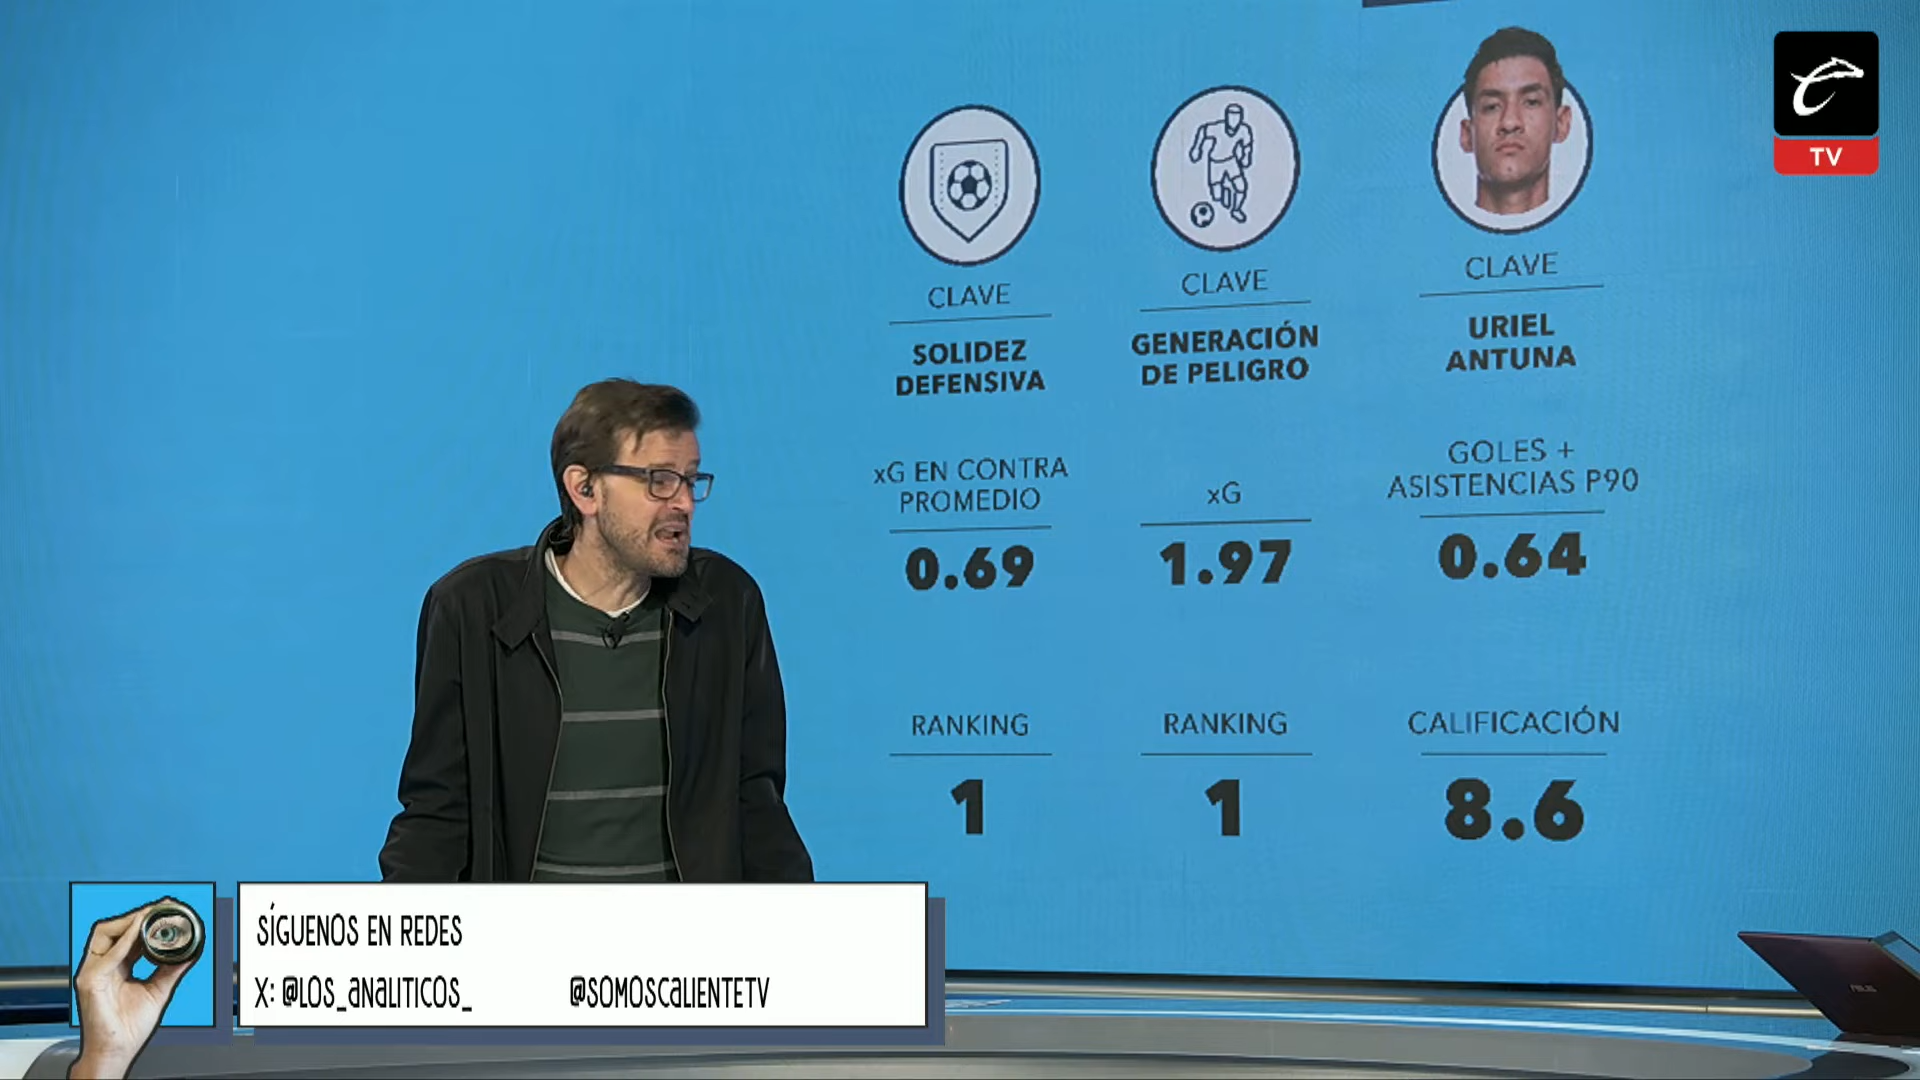 TV
CLAVE
SOLIDEZ
DEFENSIVA
xG EN CONTRA
PROMEDIO
0.69
RANKING
1
CLAVE
GENERACIÓN
DE PELIGRO
xG
1.97
RANKING
1
CLAVE
URIEL
ANTUNA
GOLES +
ASISTENCIAS P90
0.64
CALIFICACIÓN
8.6
SÍGUENOS EN REDES
X: @LOS_ANALITICOS_
@SOMOSCALIENTETV
ASUS